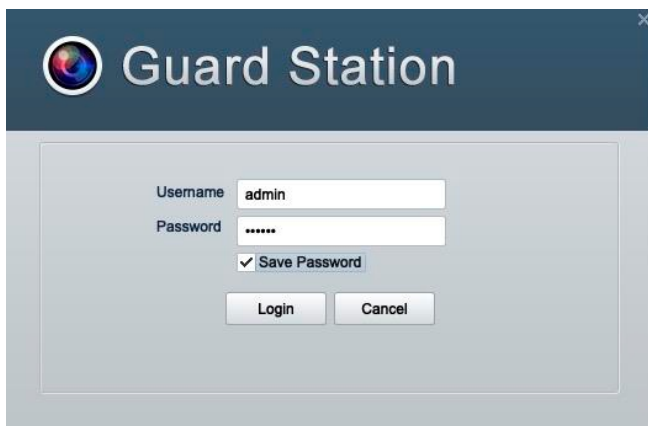 Guard Station
Username admin
Password ••••••
Save Password
Login Cancel